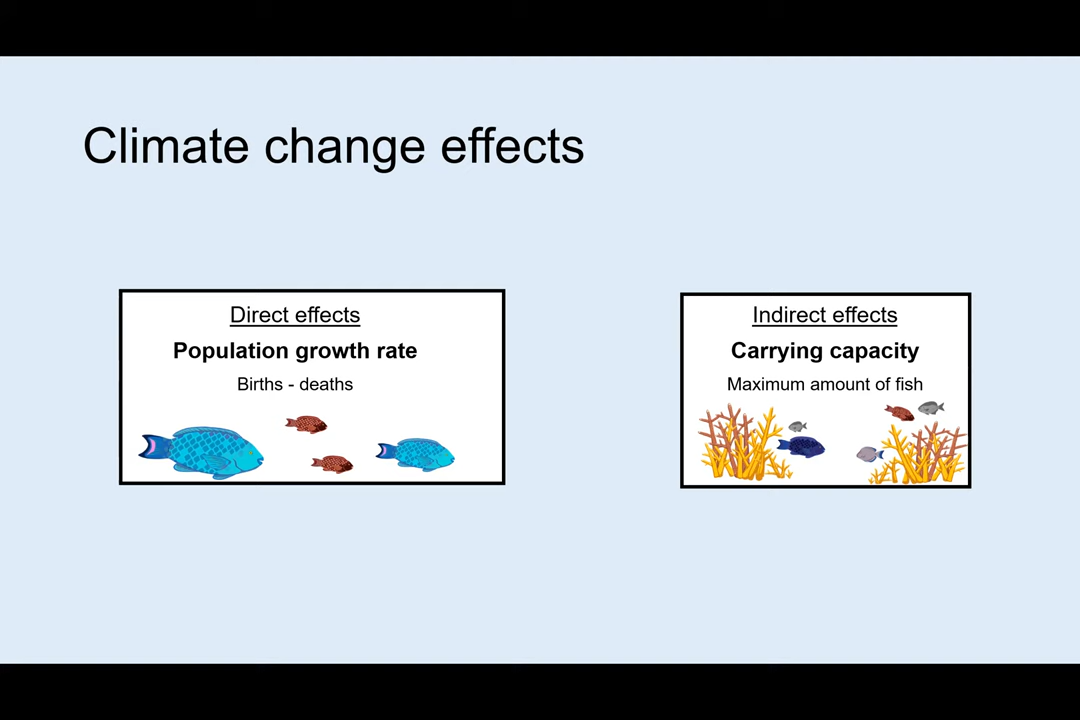 Climate change effects
Direct effects
Population growth rate
Births - deaths
Indirect effects
Carrying capacity
Maximum amount of fish